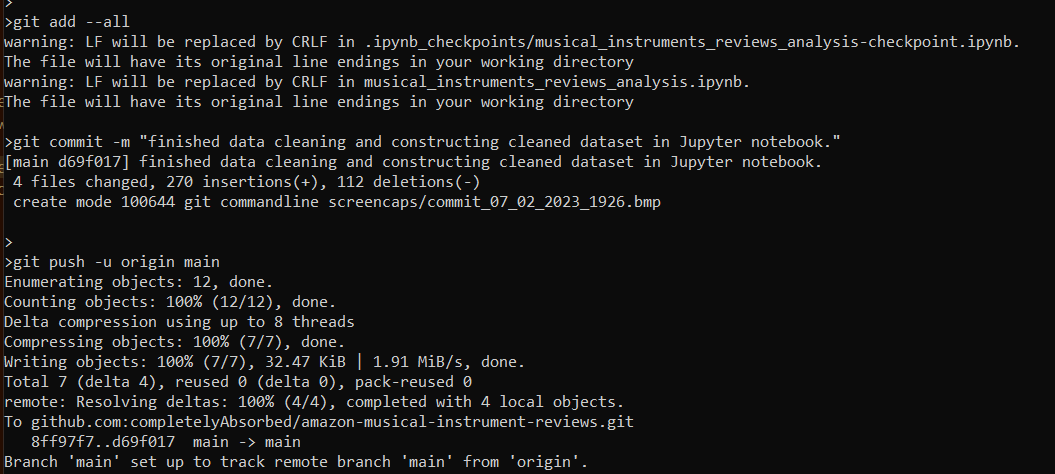 >
>git add --all
warning: LF will be replaced by CRLF in .ipynb_checkpoints/musical_instruments_reviews_analysis-checkpoint.ipynb.
The file will have its original line endings in your working directory
warning: LF will be replaced by CRLF in musical_instruments_reviews_analysis.ipynb.
The file will have its original line endings in your working directory
>git commit -m "finished data cleaning and constructing cleaned dataset in Jupyter notebook."
[main d69f017] finished data cleaning and constructing cleaned dataset in Jupyter notebook.
 4 files changed, 270 insertions(+), 112 deletions(-)
 create mode 100644 git commandline screencaps/commit_07_02_2023_1926.bmp
>
>git push -u origin main
Enumerating objects: 12, done.
Counting objects: 100% (12/12), done.
Delta compression using up to 8 threads
Compressing objects: 100% (7/7), done.
Writing objects: 100% (7/7), 32.47 KiB | 1.91 MiB/s, done.
Total 7 (delta 4), reused 0 (delta 0), pack-reused 0
remote: Resolving deltas: 100% (4/4), completed with 4 local objects.
To github.com:completelyAbsorbed/amazon-musical-instrument-reviews.git
   8ff97f7..d69f017  main -> main
Branch 'main' set up to track remote branch 'main' from 'origin'.